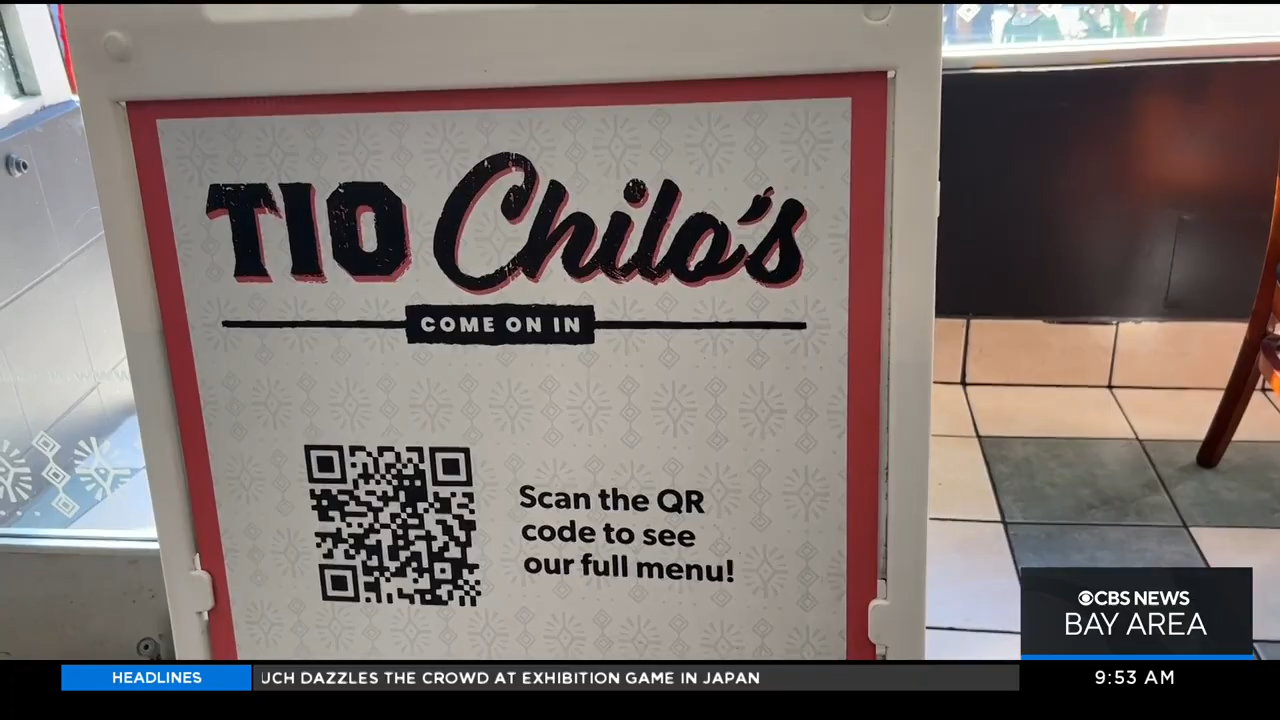 TIO Chilo's
COME ON IN
Scan the QR
code to see
our full menu!
CBS NEWS
BAY AREA
HEADLINES
UCH DAZZLES THE CROWD AT EXHIBITION GAME IN JAPAN
9:53 AM